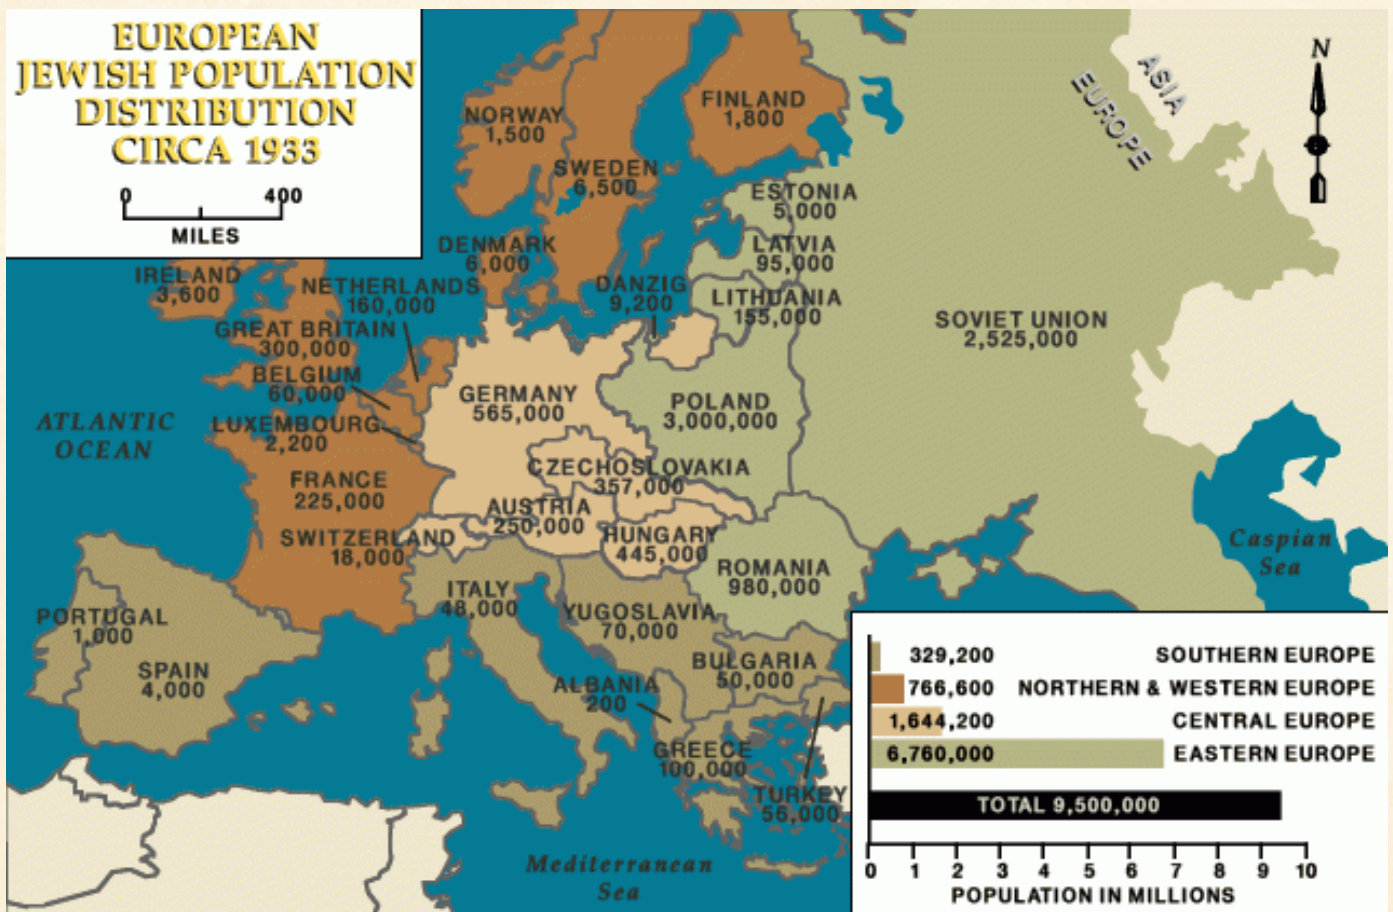 EUROPEAN
JEWISH POPULATION
DISTRIBUTION
CIRCA 1933
0 400
MILES
N
ASIA
EUROPE
NORWAY
1,500
FINLAND
1,800
SWEDEN
6,500
ESTONIA
5,000
DENMARK
6,000
LATVIA
95,000
IRELAND
3,600
NETHERLANDS
160,000
DANZIG
9,200
LITHUANIA
155,000
GREAT BRITAIN
300,000
SOVIET UNION
2,525,000
BELGIUM
60,000
GERMANY
565,000
POLAND
3,000,000
ATLANTIC
OCEAN
LUXEMBOURG
2,200
CZECHOSLOVAKIA
357,000
FRANCE
225,000
AUSTRIA
250,000
SWITZERLAND
18,000
HUNGARY
445,000
Caspian
Sea
ROMANIA
980,000
ITALY
48,000
PORTUGAL
1,000
YUGOSLAVIA
70,000
SPAIN
4,000
BULGARIA
50,000
ALBANIA
200
GREECE
100,000
TURKEY
56,000
Mediterranean
Sea
329,200 SOUTHERN EUROPE
766,600 NORTHERN & WESTERN EUROPE
1,644,200 CENTRAL EUROPE
6,760,000 EASTERN EUROPE
TOTAL 9,500,000
0 1 2 3 4 5 6 7 8 9 10
POPULATION IN MILLIONS